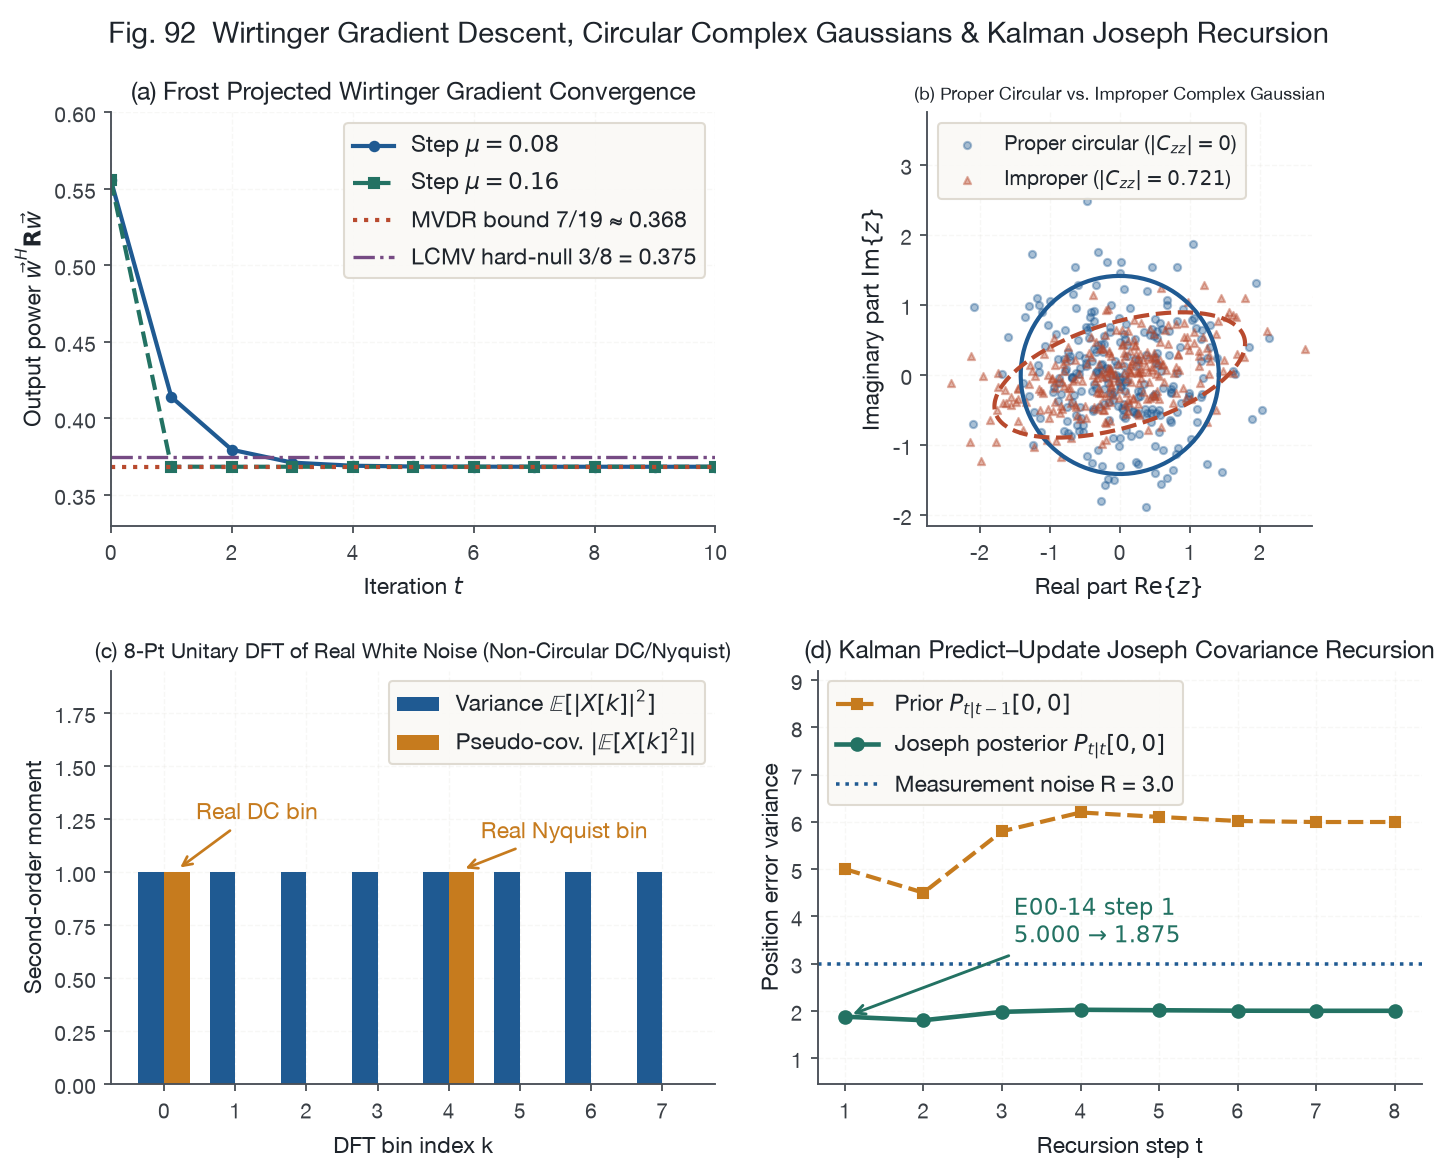 Fig. 92  Wirtinger Gradient Descent, Circular Complex Gaussians & Kalman Joseph Recursion
(a) Frost Projected Wirtinger Gradient Convergence
0.60
0.55
0.50
0.45
0.40
0.35
Output power $\vec{w}^H \mathbf{R} \vec{w}$
Step μ = 0.08
Step μ = 0.16
MVDR bound 7/19 ≈ 0.368
LCMV hard-null 3/8 = 0.375
0 2 4 6 8 10
Iteration t
(b) Proper Circular vs. Improper Complex Gaussian
Proper circular ($|C_{zz}| = 0$)
Improper ($|C_{zz}| = 0.721$)
3
2
1
0
-1
-2
Imaginary part Im{z}
-2 -1 0 1 2
Real part Re{z}
(c) 8-Pt Unitary DFT of Real White Noise (Non-Circular DC/Nyquist)
Variance $\mathbb{E}[|X[k]|^2]$
Pseudo-cov. $|\mathbb{E}[X[k]^2]|$
1.75
1.50
1.25
1.00
0.75
0.50
0.25
0.00
Second-order moment
Real DC bin
Real Nyquist bin
0 1 2 3 4 5 6 7
DFT bin index k
(d) Kalman Predict–Update Joseph Covariance Recursion
Prior $P_{t|t-1}[0, 0]$
Joseph posterior $P_{t|t}[0, 0]$
Measurement noise R = 3.0
9
8
7
6
5
4
3
2
1
Position error variance
E00-14 step 1
5.000 → 1.875
1 2 3 4 5 6 7 8
Recursion step t